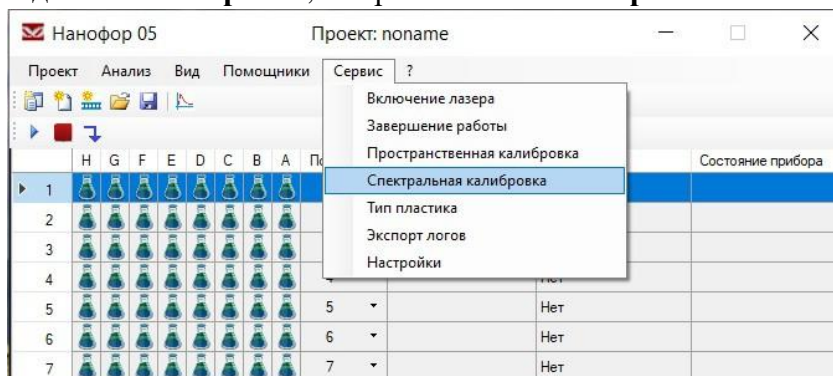 Нанофор 05 Проект: noname
Проект Анализ Вид Помощники Сервис ?
Включение лазера
Завершение работы
Пространственная калибровка
Спектральная калибровка
Тип пластика
Экспорт логов
Настройки
H G F E D C B A Состояние прибора
1
2
3
4
5 5 Нет
6 6 Нет
7 7 Нет